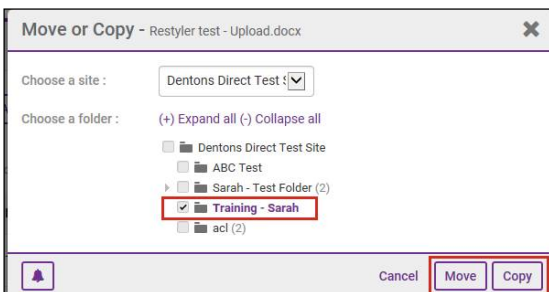 Move or Copy - Restyler test - Upload.docx
Choose a site : Dentons Direct Test
Choose a folder : (+) Expand all (-) Collapse all
Dentons Direct Test Site
ABC Test
Sarah - Test Folder (2)
Training - Sarah
acl (2)
Cancel Move Copy